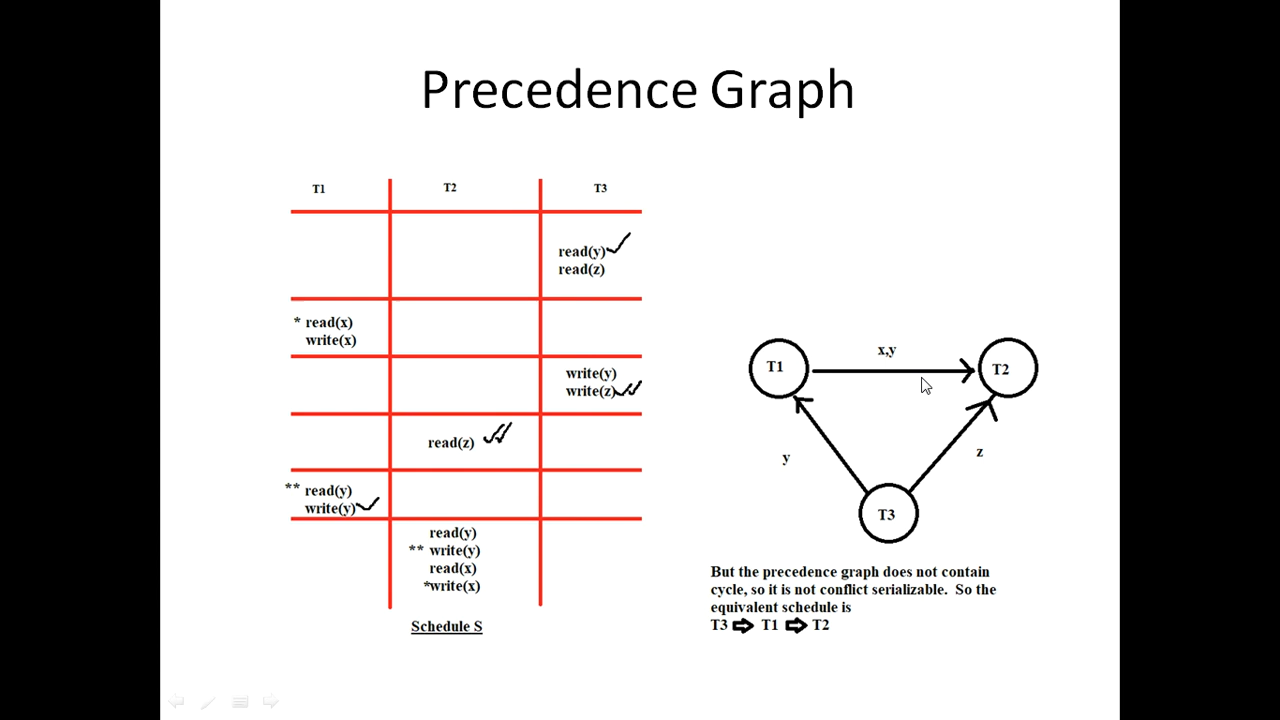 Precedence Graph
T1 T2 T3
read(y)
read(z)
* read(x)
write(x)
write(y)
write(z)
read(z)
** read(y)
write(y)
read(y)
** write(y)
read(x)
*write(x)
Schedule S
x,y
T1
T2
y
z
T3
But the precedence graph does not contain
cycle, so it is not conflict serializable. So the
equivalent schedule is
T3 ⇨ T1 ⇨ T2